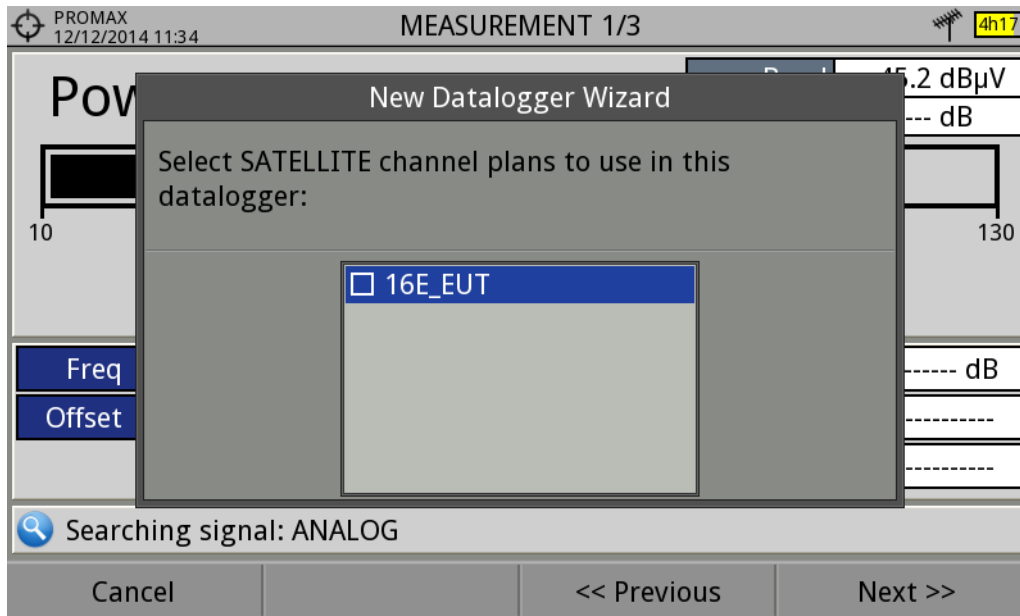 PROMAX
12/12/2014 11:34
MEASUREMENT 1/3
4h17
New Datalogger Wizard
Select SATELLITE channel plans to use in this
datalogger:
16E_EUT
.2 dBµV
--- dB
10
130
Freq
------ dB
Offset
----------
----------
Searching signal: ANALOG
Cancel
<< Previous
Next >>